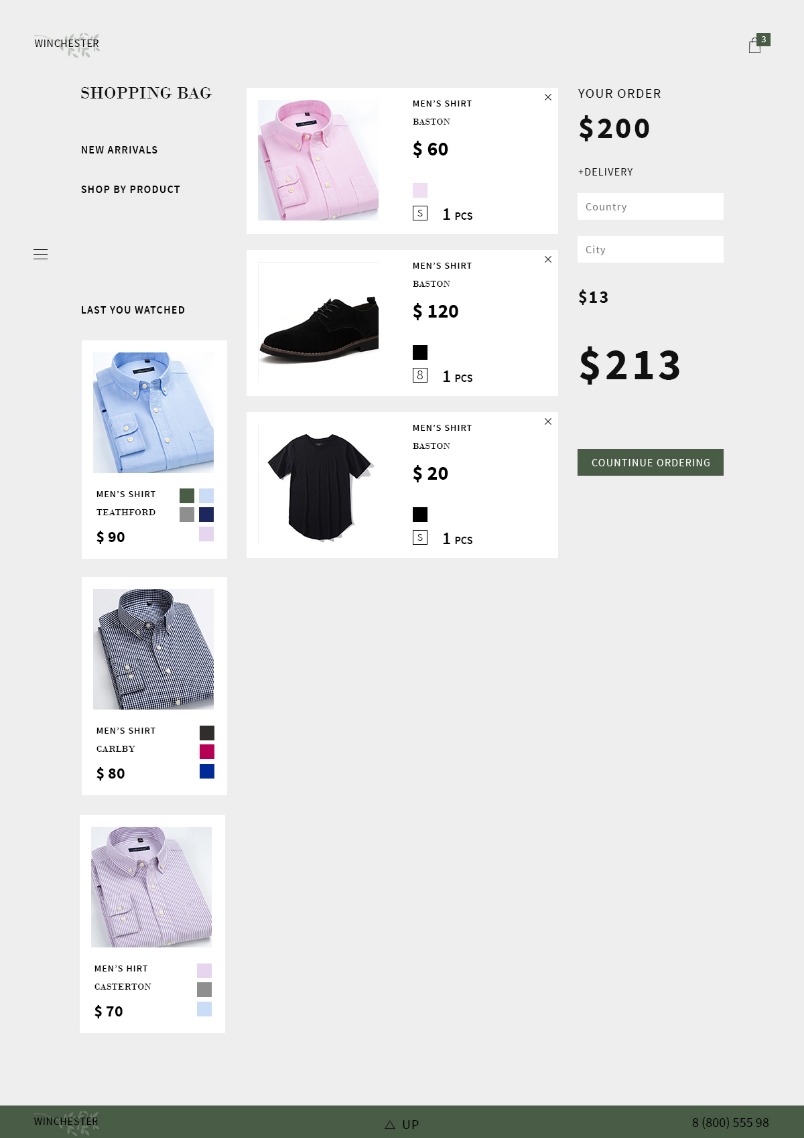 WINCHESTER
3
SHOPPING BAG
NEW ARRIVALS
SHOP BY PRODUCT
LAST YOU WATCHED
MEN'S SHIRT
TEATHFORD
$ 90
MEN'S SHIRT
CARLBY
$ 80
MEN'S HIRT
CASTERTON
$ 70
MEN'S SHIRT
BASTON
$ 60
S 1 PCS
MEN'S SHIRT
BASTON
$ 120
8 1 PCS
MEN'S SHIRT
BASTON
$ 20
S 1 PCS
YOUR ORDER
$200
+DELIVERY
Country
City
$13
$213
COUNTINUE ORDERING
WINCHESTER
UP
8 (800) 555 98